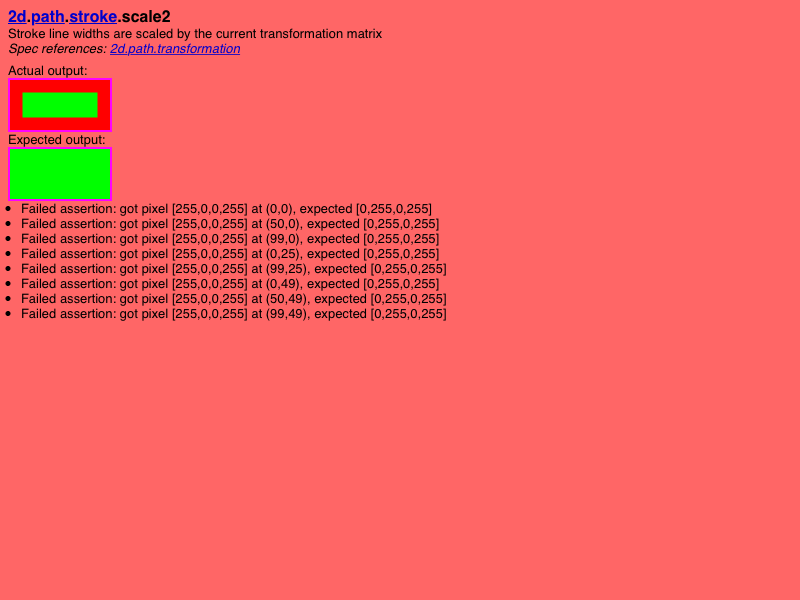 2d.path.stroke.scale2
Stroke line widths are scaled by the current transformation matrix
Spec references: 2d.path.transformation
Actual output:
Expected output:
Failed assertion: got pixel [255,0,0,255] at (0,0), expected [0,255,0,255]
Failed assertion: got pixel [255,0,0,255] at (50,0), expected [0,255,0,255]
Failed assertion: got pixel [255,0,0,255] at (99,0), expected [0,255,0,255]
Failed assertion: got pixel [255,0,0,255] at (0,25), expected [0,255,0,255]
Failed assertion: got pixel [255,0,0,255] at (99,25), expected [0,255,0,255]
Failed assertion: got pixel [255,0,0,255] at (0,49), expected [0,255,0,255]
Failed assertion: got pixel [255,0,0,255] at (50,49), expected [0,255,0,255]
Failed assertion: got pixel [255,0,0,255] at (99,49), expected [0,255,0,255]